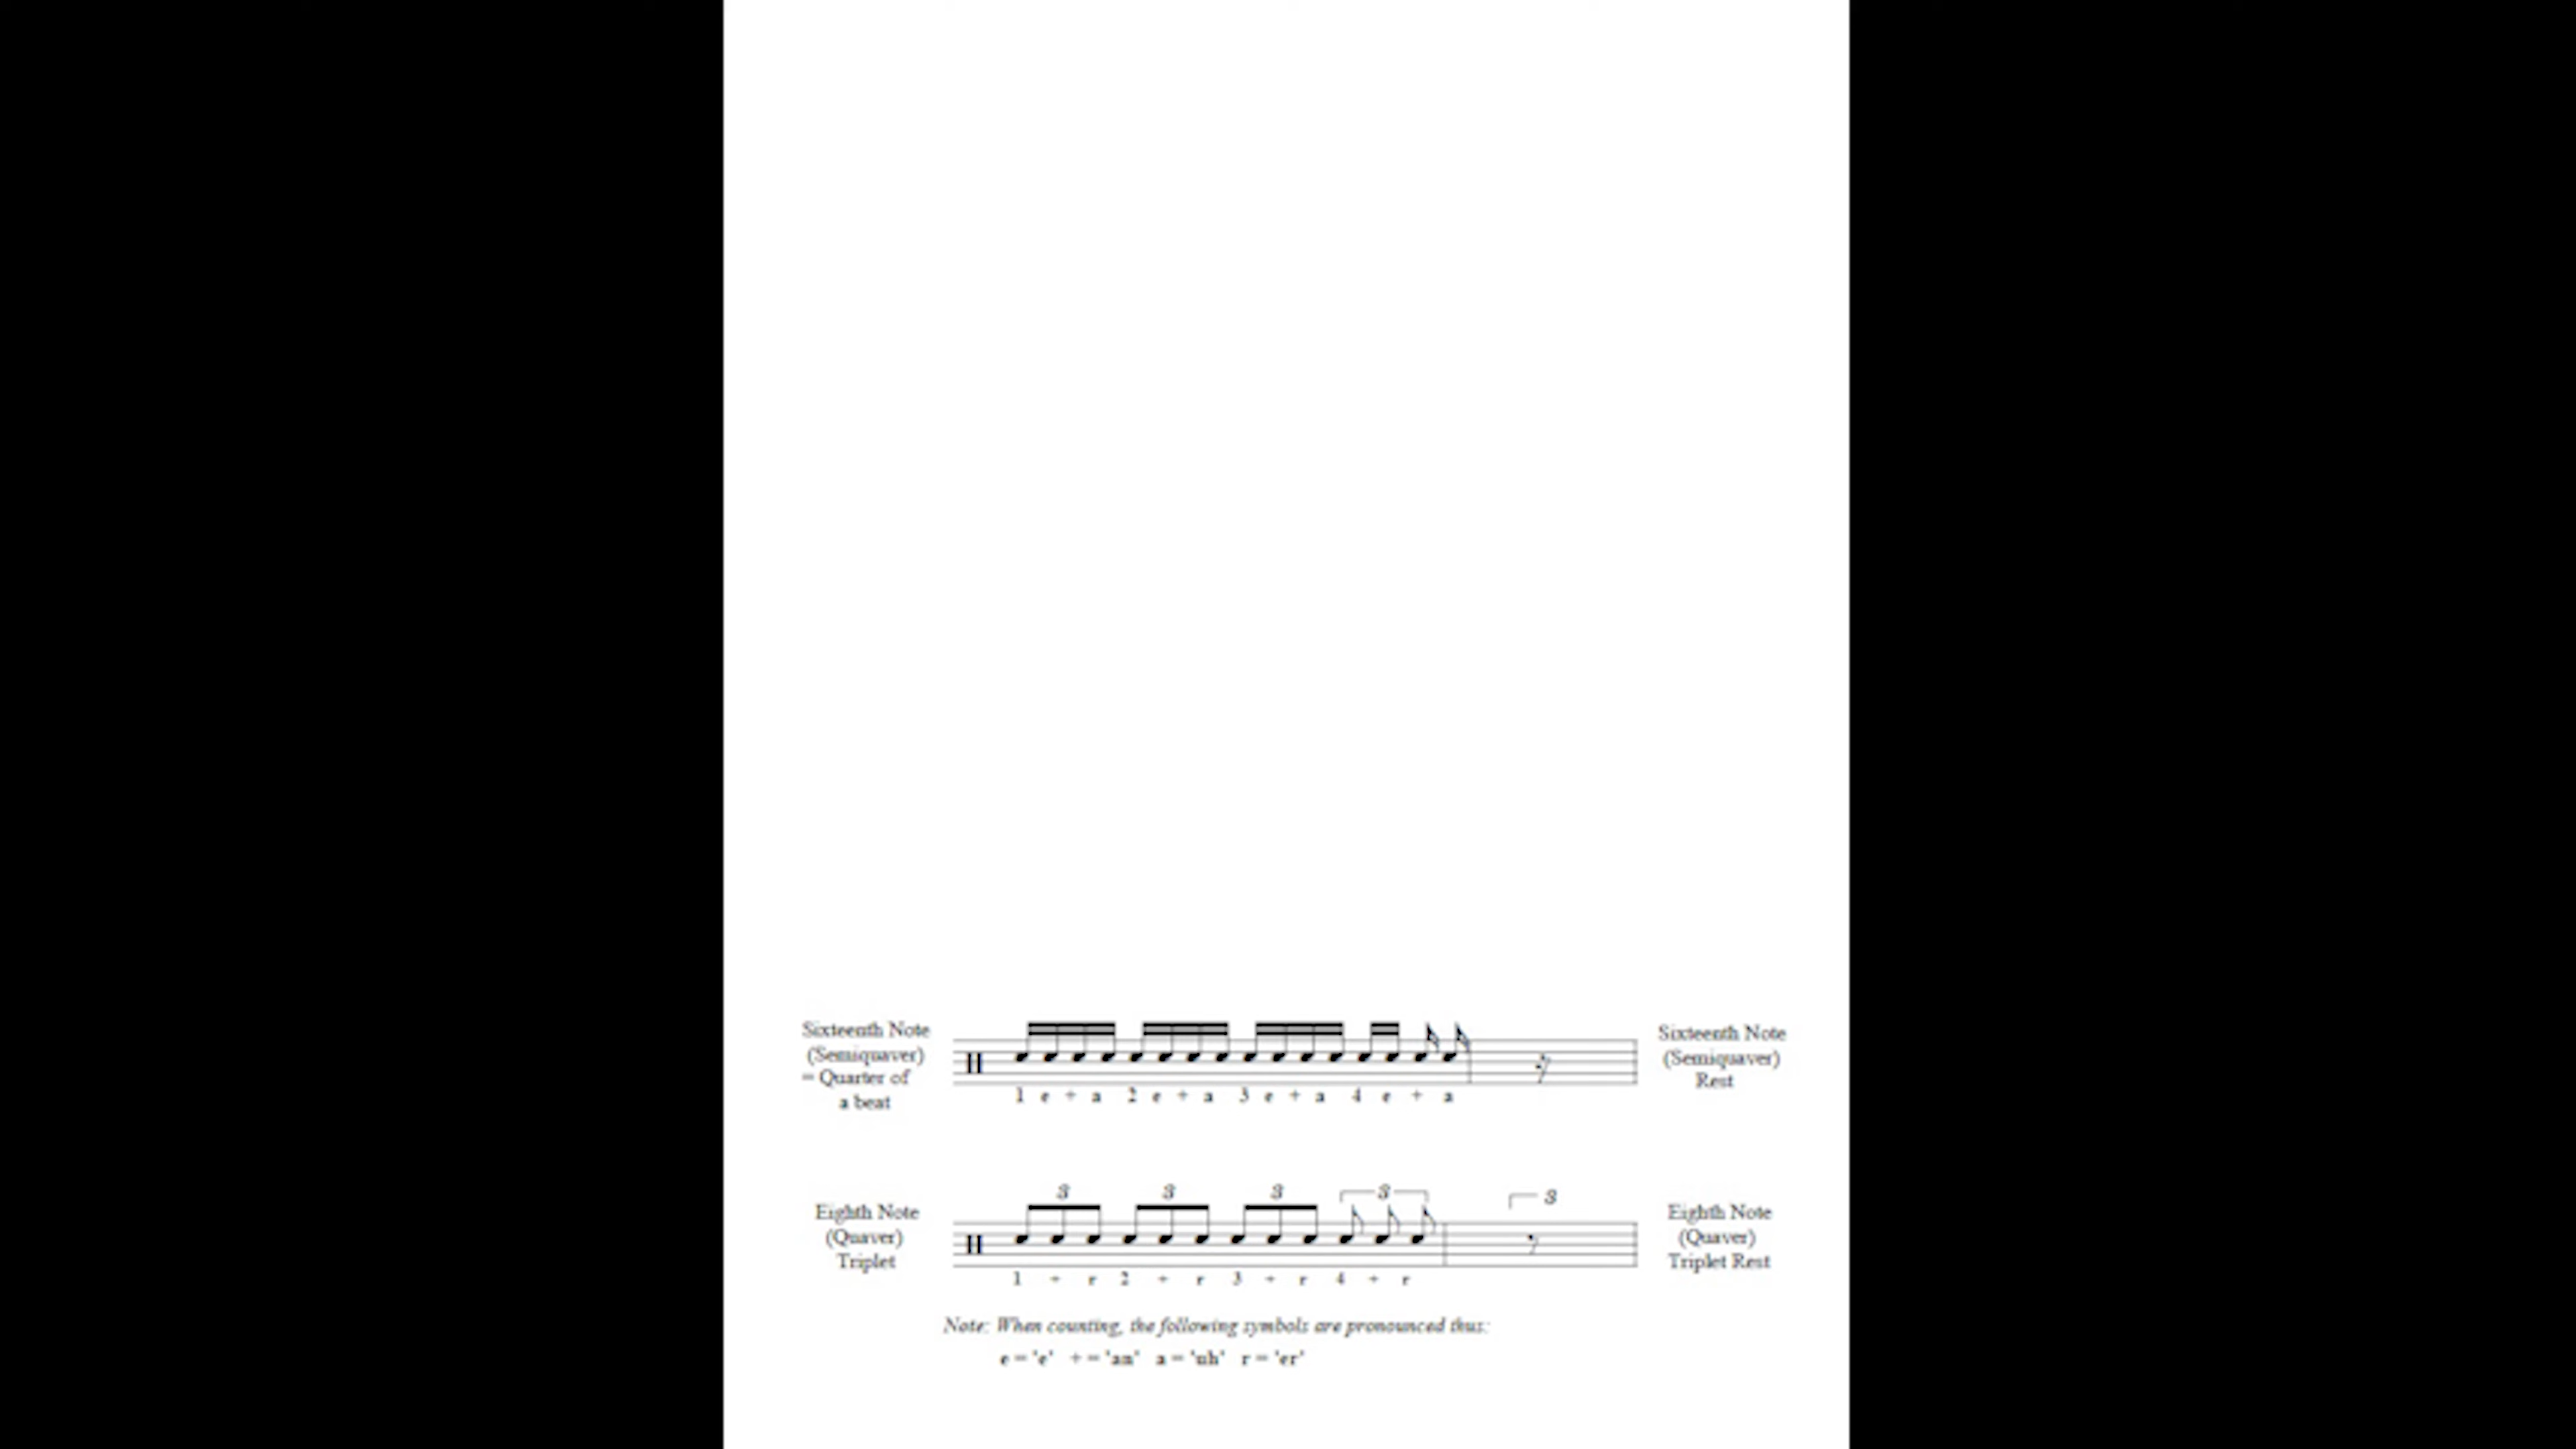 Sixteenth Note
(Semiquaver)
= Quarter of
a beat
1 e + a 2 e + a 3 e + a 4 e + a
Sixteenth Note
(Semiquaver)
Rest
3 3 3 3 3
Eighth Note
(Quaver)
Triplet
1 + r 2 + r 3 + r 4 + r
Eighth Note
(Quaver)
Triplet Rest
Note: When counting, the following symbols are pronounced thus:
e = 'e' + = 'an' a = 'uh' r = 'er'